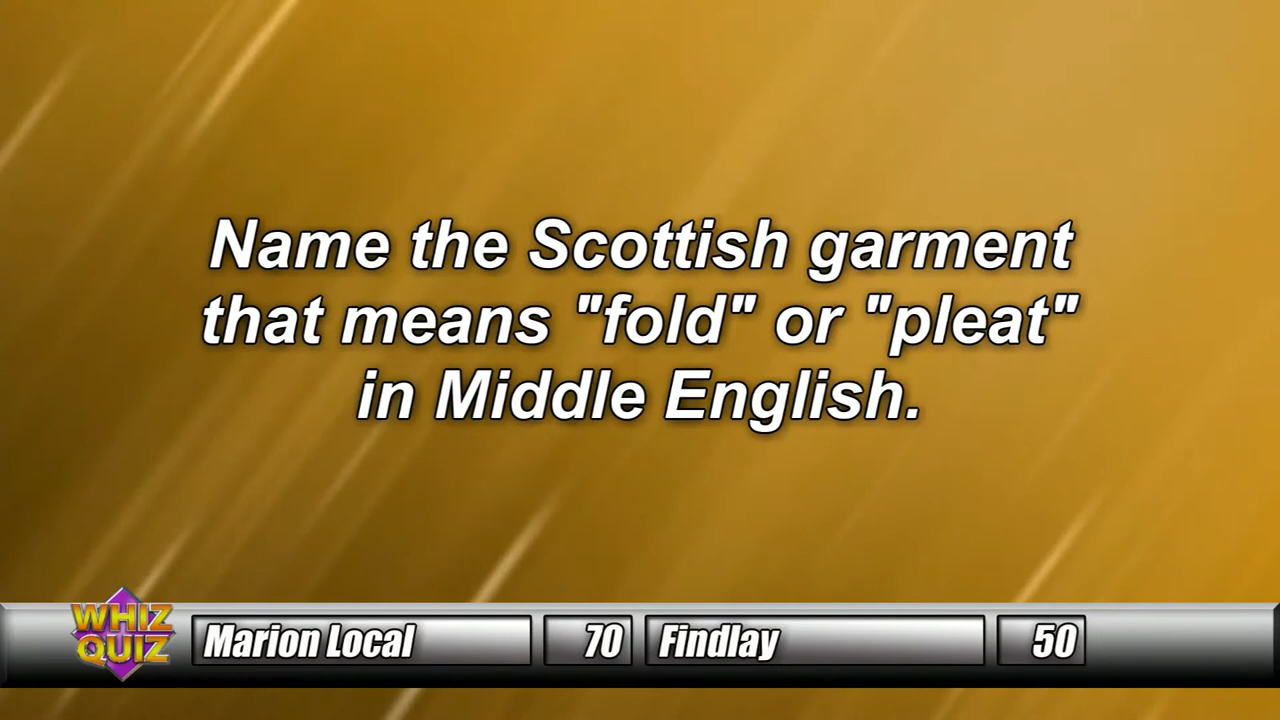 Name the Scottish garment
that means "fold" or "pleat"
in Middle English.
WHIZ
QUIZ
Marion Local 70 Findlay 50